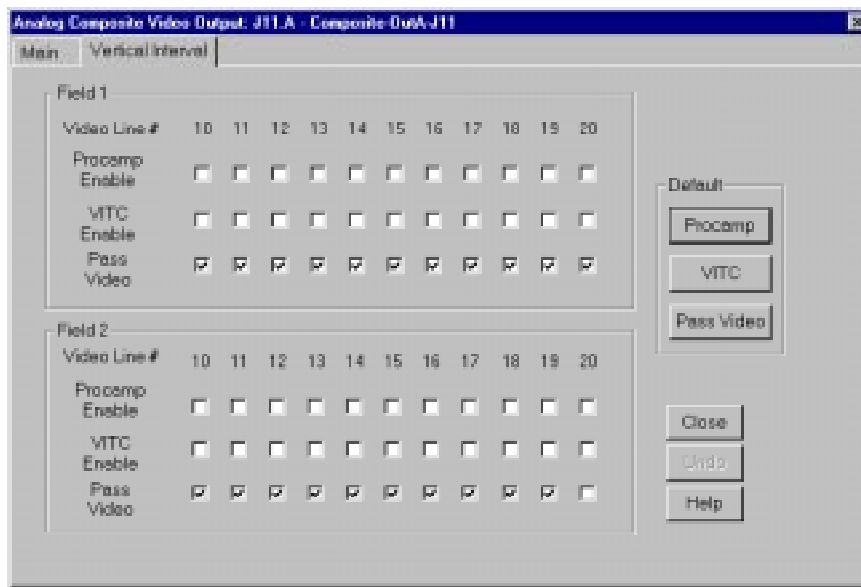 Analog Composite Video Output: J11.A - Composite-OutA-J11
Main Vertical Interval
Field 1
Video Line # 10 11 12 13 14 15 16 17 18 19 20
Procamp
Enable
VITC
Enable
Pass
Video
Default
Procamp
VITC
Pass Video
Field 2
Video Line # 10 11 12 13 14 15 16 17 18 19 20
Procamp
Enable
VITC
Enable
Pass
Video
Close
Undo
Help